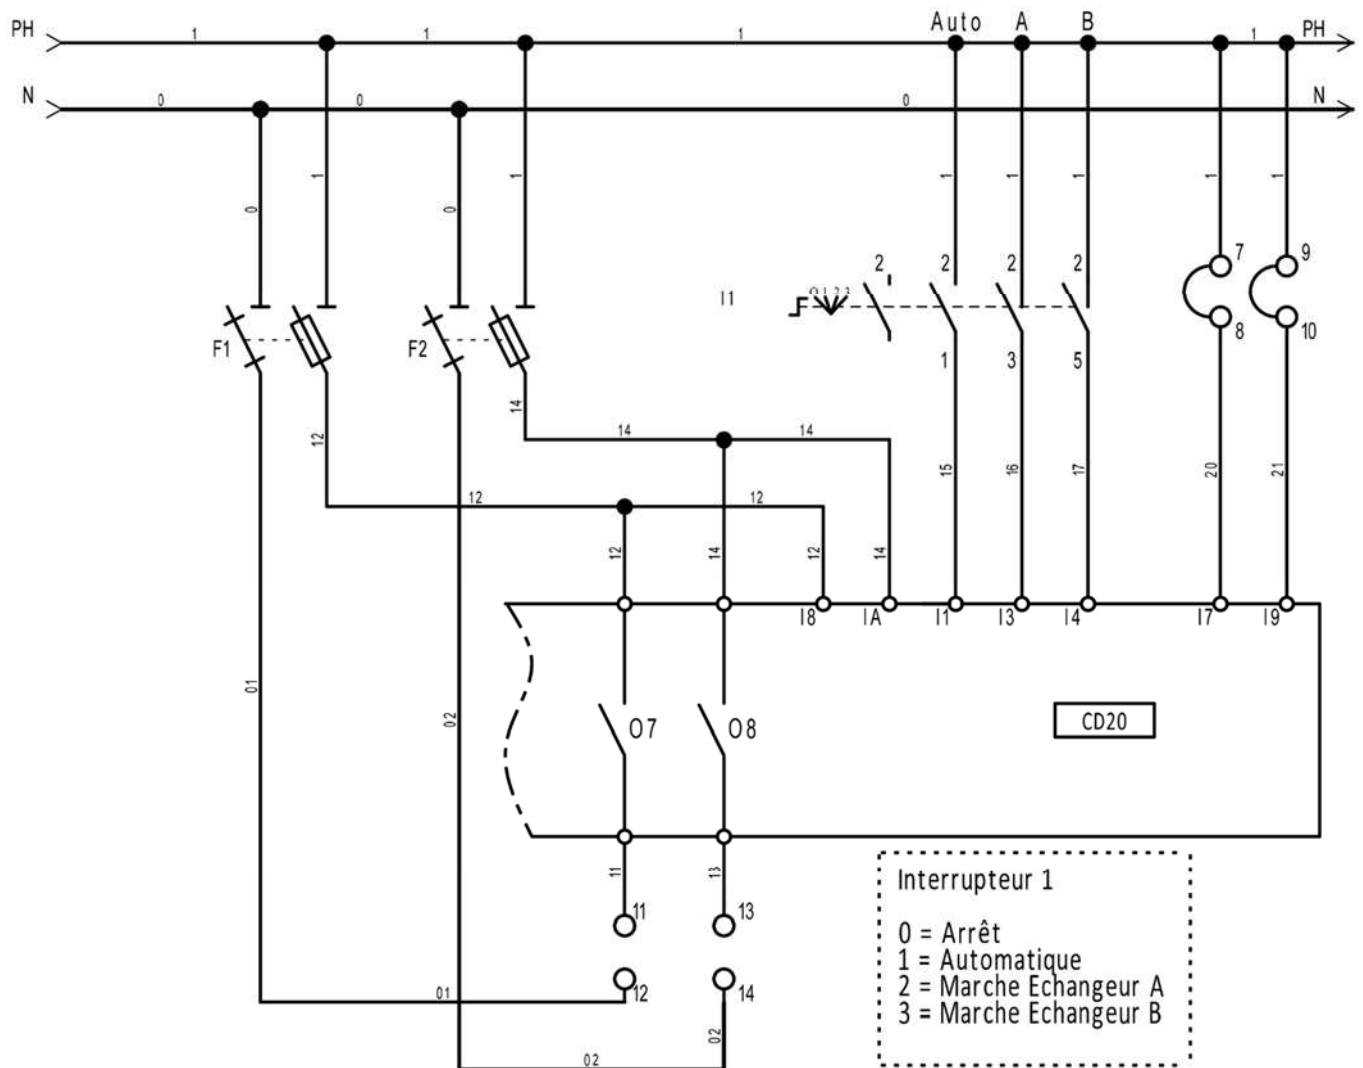 Auto A B
PH 1 1 1 1 PH
N 0 0 0 N
0 1 0 1 1 1 1 1 1
7 9
2 2 2 2
I1 0 1 2 3
F1 F2
8 10
1 3 5
14
12 14 14
15 16 17 20 21
12 12
12 14 12 14
I8 IA I1 I3 I4 I7 I9
01 02
O7 O8 CD20
11 13
11 13
12 14
01
02
02
Interrupteur 1
0 = Arrêt
1 = Automatique
2 = Marche Echangeur A
3 = Marche Echangeur B